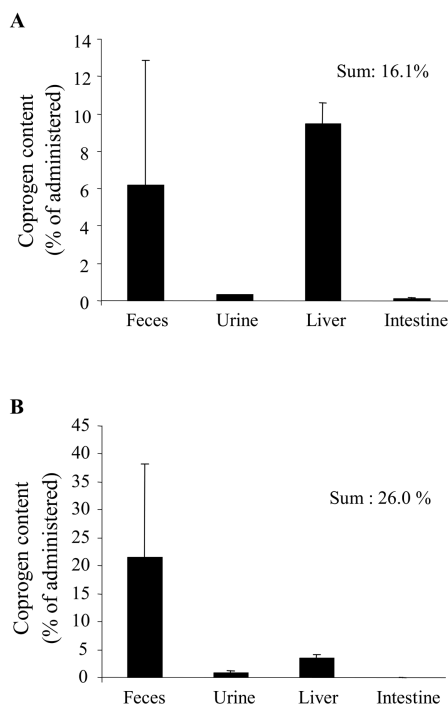 A
Coprogen content
(% of administered)
14
12
10
8
6
4
2
0
Sum: 16.1%
Feces Urine Liver Intestine
B
Coprogen content
(% of administered)
45
40
35
30
25
20
15
10
5
0
Sum : 26.0 %
Feces Urine Liver Intestine